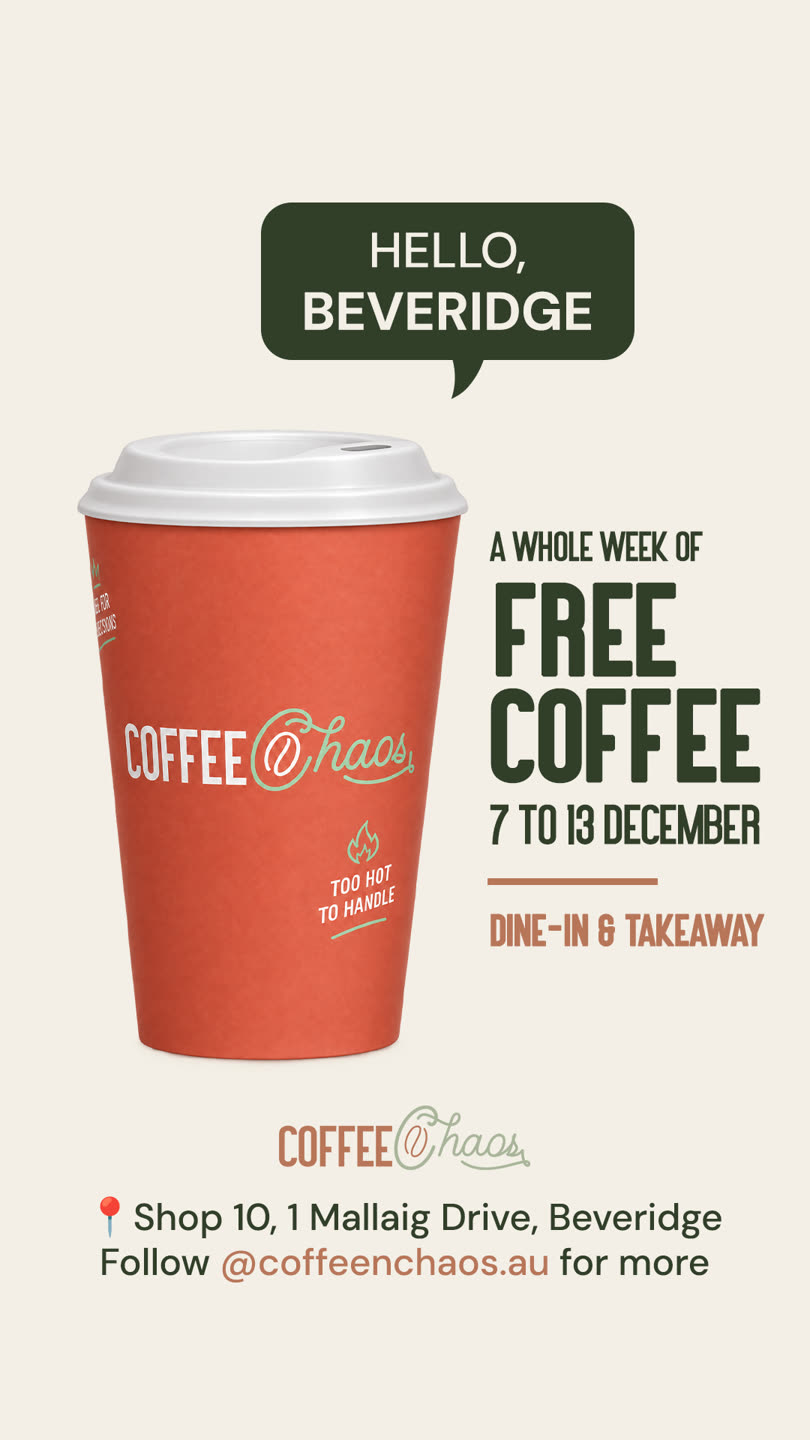 HELLO,
BEVERIDGE
A WHOLE WEEK OF
FREE
COFFEE
7 TO 13 DECEMBER
DINE-IN & TAKEAWAY
FOR
COFFEE Chaos
TOO HOT
TO HANDLE
COFFEE Chaos
📍Shop 10, 1 Mallaig Drive, Beveridge
Follow @coffeenchaos.au for more